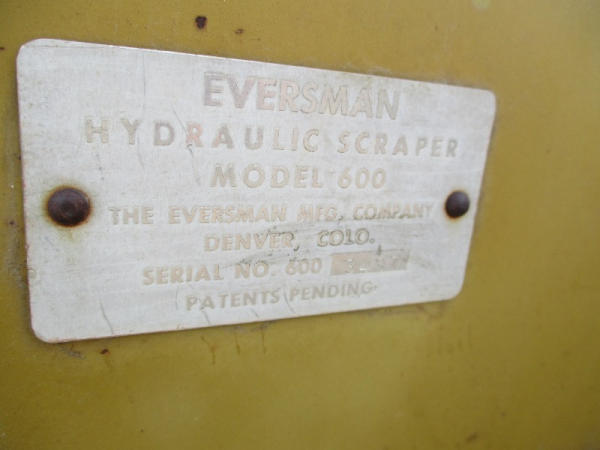 EVERSMAN
HYDRAULIC SCRAPER
MODEL 600
THE EVERSMAN MFG. COMPANY
DENVER, COLO.
SERIAL NO. 600
PATENTS PENDING